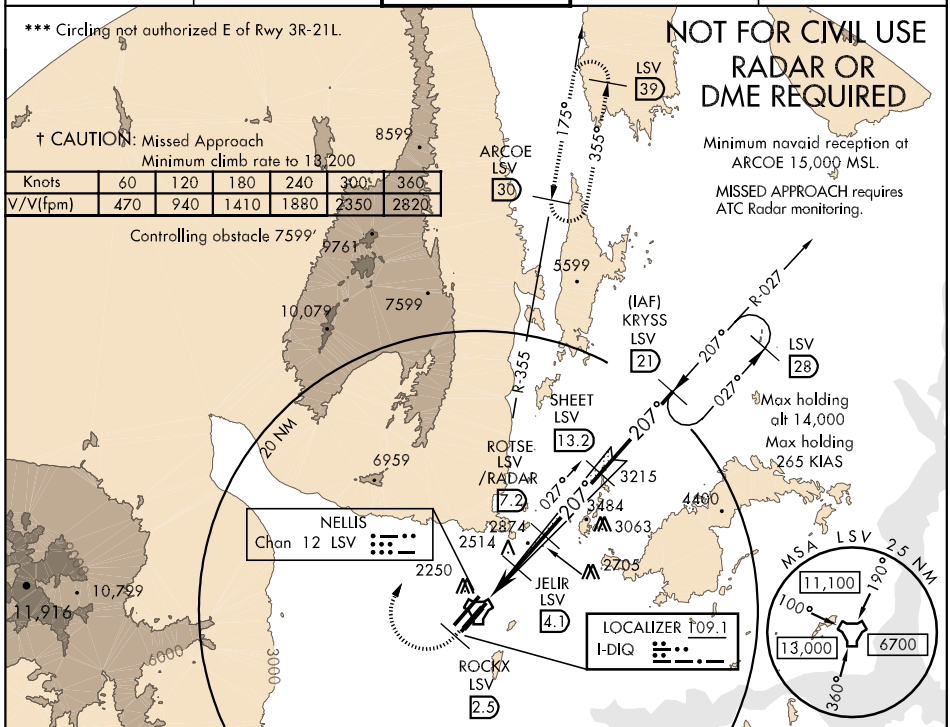 *** Circling not authorized E of Rwy 3R-21L.
NOT FOR CIVIL USE
RADAR OR
DME REQUIRED
Minimum navaid reception at
ARCOE 15,000 MSL.
MISSED APPROACH requires
ATC Radar monitoring.
† CAUTION: Missed Approach
Minimum climb rate to 13,200
Knots 60 120 180 240 300 360
V/V(fpm) 470 940 1410 1880 2350 2820
Controlling obstacle 7599'
8599
9761
10,079
7599
LSV
39
175°
355°
ARCOE
LSV
30
5599
R-355
(IAF)
KRYSS
LSV
21
R-027
207°
027°
LSV
28
Max holding
alt 14,000
Max holding
265 KIAS
20 NM
6959
SHEET
LSV
13.2
207°
ROTSE
LSV
/RADAR
7.2
027°
207°
3215
3484
3063
4400
2874
2514
2705
2250
NELLIS
Chan 12 LSV
JELIR
LSV
4.1
LOCALIZER 109.1
I-DIQ
ROCKX
LSV
2.5
10,729
11,916
6000
3000
MSA LSV 25 NM
11,100
190°
100°
13,000
6700
360°